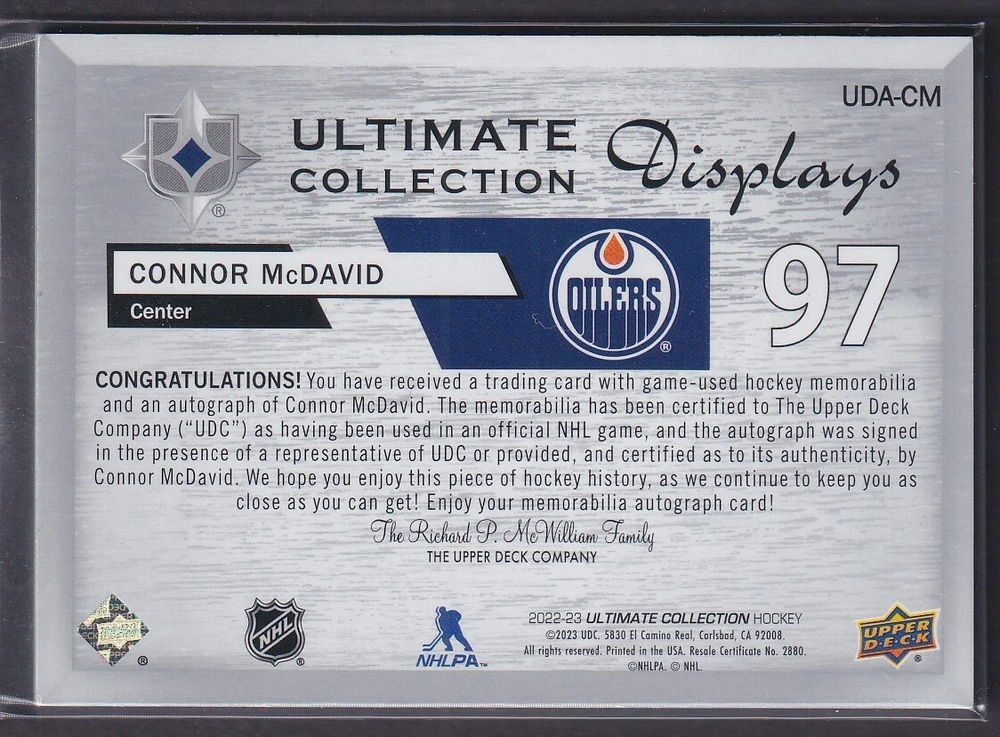 UDA-CM
ULTIMATE
COLLECTION
Displays
®
CONNOR McDAVID
Center
OILERS
®
97
CONGRATULATIONS! You have received a trading card with game-used hockey memorabilia
and an autograph of Connor McDavid. The memorabilia has been certified to The Upper Deck
Company (“UDC”) as having been used in an official NHL game, and the autograph was signed
in the presence of a representative of UDC or provided, and certified as to its authenticity, by
Connor McDavid. We hope you enjoy this piece of hockey history, as we continue to keep you as
close as you can get! Enjoy your memorabilia autograph card!
The Richard P. McWilliam Family
THE UPPER DECK COMPANY
®
NHL
®
NHLPA™
2022-23 ULTIMATE COLLECTION HOCKEY
©2023 UDC. 5830 El Camino Real, Carlsbad, CA 92008.
All rights reserved. Printed in the USA. Resale Certificate No. 2880.
©NHLPA. © NHL.
UPPER
D·E·C·K
®